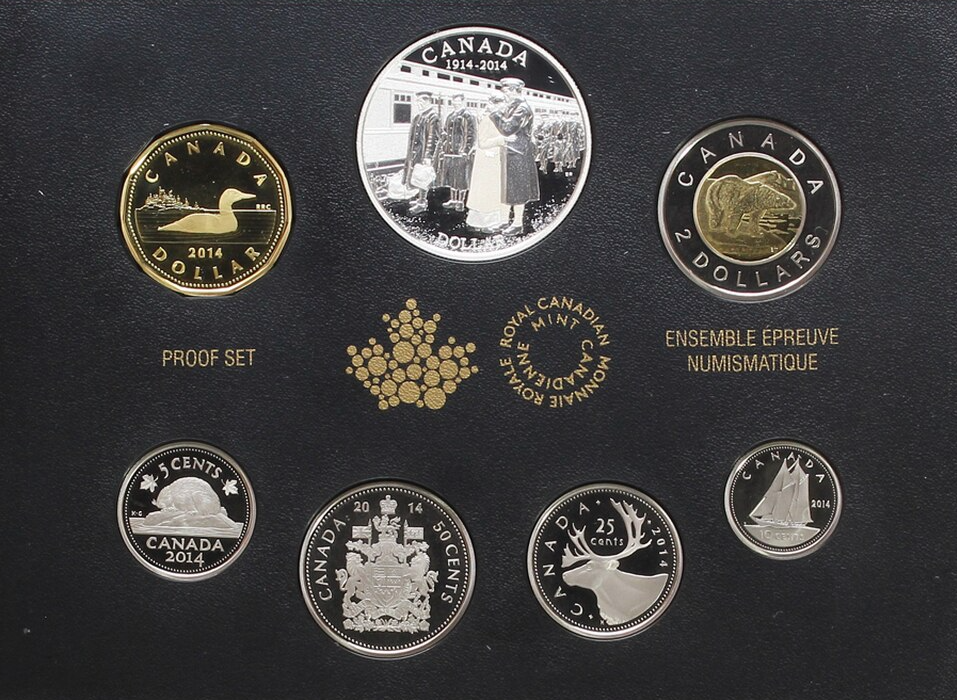 CANADA
1914-2014
DOLLAR
CANADA
RBC
2014
DOLLAR
CANADA
2 DOLLARS
PROOF SET
ROYAL CANADIAN
MINT
MONNAIE ROYALE
CANADIENNE
ENSEMBLE ÉPREUVE
NUMISMATIQUE
5 CENTS
K·G
CANADA
2014
CANADA
20 14
50 CENTS
CANADA
25
cents
2014
CANADA
2014
10 cents